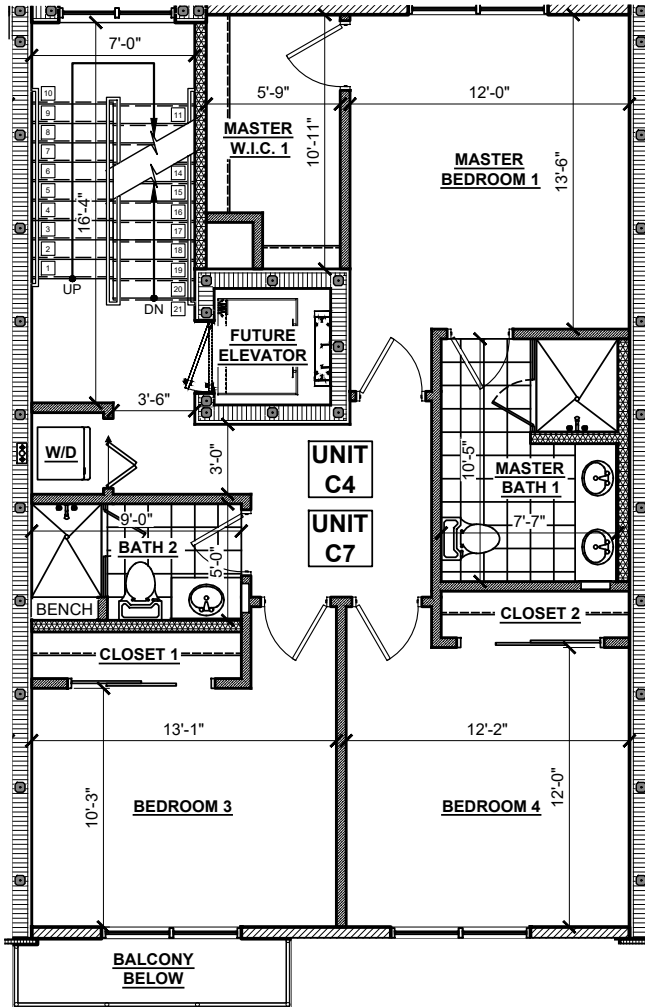 7'-0"
5'-9"
12'-0"
10
9
8
7
6
5
4
3
2
1
11
14
15
16
17
18
19
20
21
16'-4"
UP
DN
MASTER
W.I.C. 1
10'-11"
MASTER
BEDROOM 1
13'-6"
FUTURE
ELEVATOR
3'-6"
W/D
3'-0"
UNIT
C4
UNIT
C7
10'-5"
MASTER
BATH 1
7'-7"
9'-0"
BATH 2
5'-0"
BENCH
CLOSET 1
CLOSET 2
13'-1"
12'-2"
10'-3"
BEDROOM 3
BEDROOM 4
12'-0"
BALCONY
BELOW